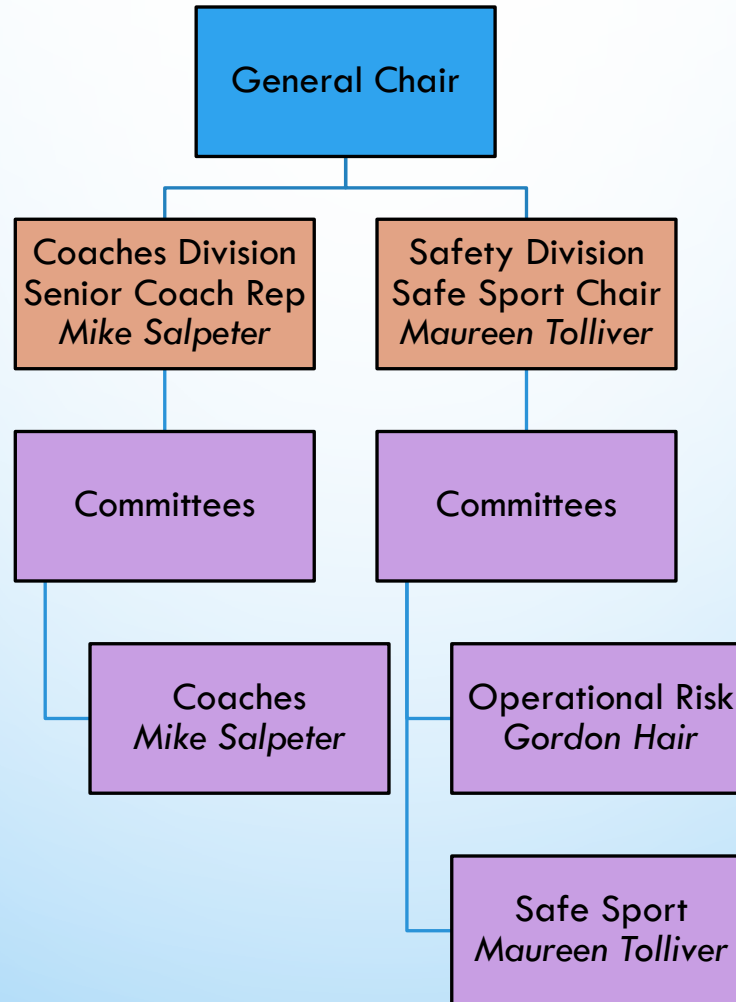 General Chair
Coaches Division
Senior Coach Rep
Mike Salpeter
Safety Division
Safe Sport Chair
Maureen Tolliver
Committees
Committees
Coaches
Mike Salpeter
Operational Risk
Gordon Hair
Safe Sport
Maureen Tolliver